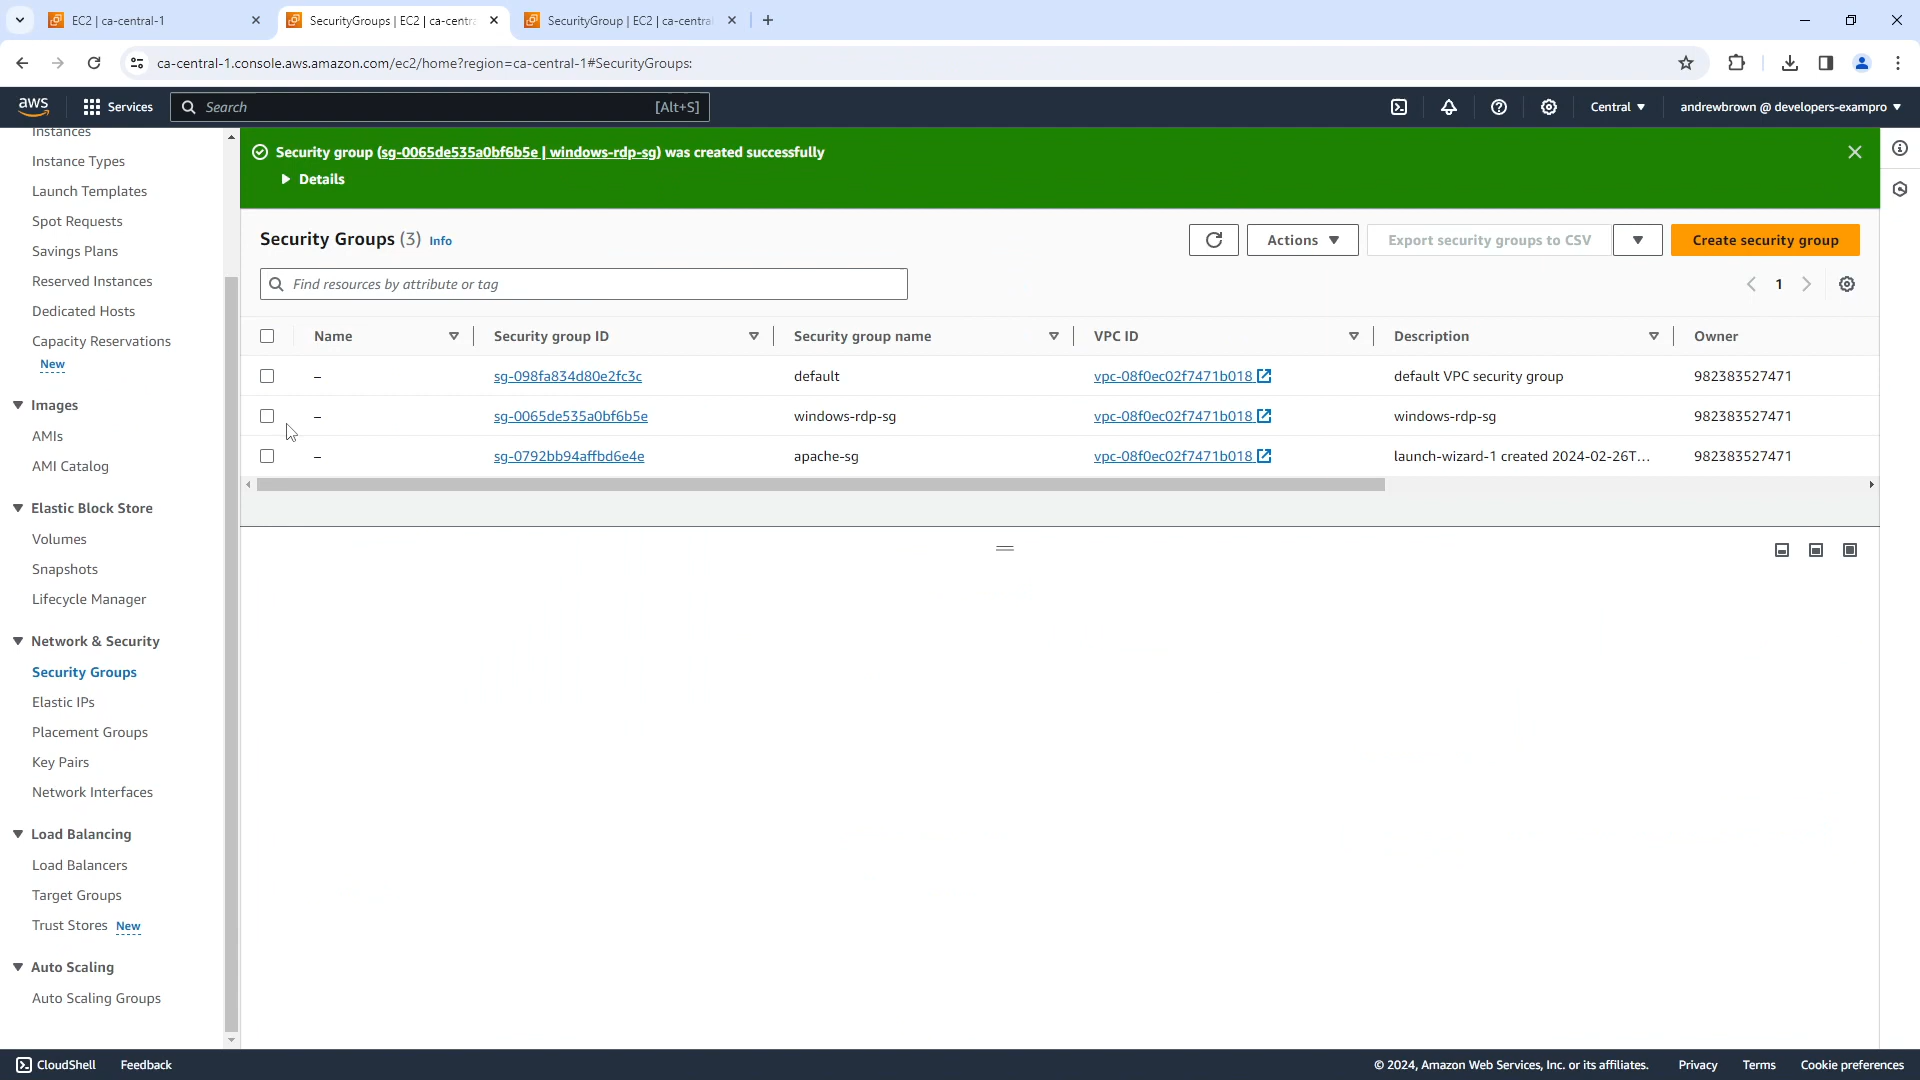 EC2 | ca-central-1
SecurityGroups | EC2 | ca-centra
SecurityGroup | EC2 | ca-centra
ca-central-1.console.aws.amazon.com/ec2/home?region=ca-central-1#SecurityGroups:
aws
Services
Search
[Alt+S]
Central
andrewbrown @ developers-exampro
Instances
Instance Types
Launch Templates
Spot Requests
Savings Plans
Reserved Instances
Dedicated Hosts
Capacity Reservations
New
Images
AMIs
AMI Catalog
Elastic Block Store
Volumes
Snapshots
Lifecycle Manager
Network & Security
Security Groups
Elastic IPs
Placement Groups
Key Pairs
Network Interfaces
Load Balancing
Load Balancers
Target Groups
Trust Stores New
Auto Scaling
Auto Scaling Groups
Security group (sg-0065de535a0bf6b5e | windows-rdp-sg) was created successfully
Details
Security Groups (3) Info
Actions
Export security groups to CSV
Create security group
Find resources by attribute or tag
1
Name Security group ID Security group name VPC ID Description Owner
– sg-098fa834d80e2fc3c default vpc-08f0ec02f7471b018 default VPC security group 982383527471
– sg-0065de535a0bf6b5e windows-rdp-sg vpc-08f0ec02f7471b018 windows-rdp-sg 982383527471
– sg-0792bb94affbd6e4e apache-sg vpc-08f0ec02f7471b018 launch-wizard-1 created 2024-02-26T... 982383527471
CloudShell
Feedback
© 2024, Amazon Web Services, Inc. or its affiliates.
Privacy
Terms
Cookie preferences